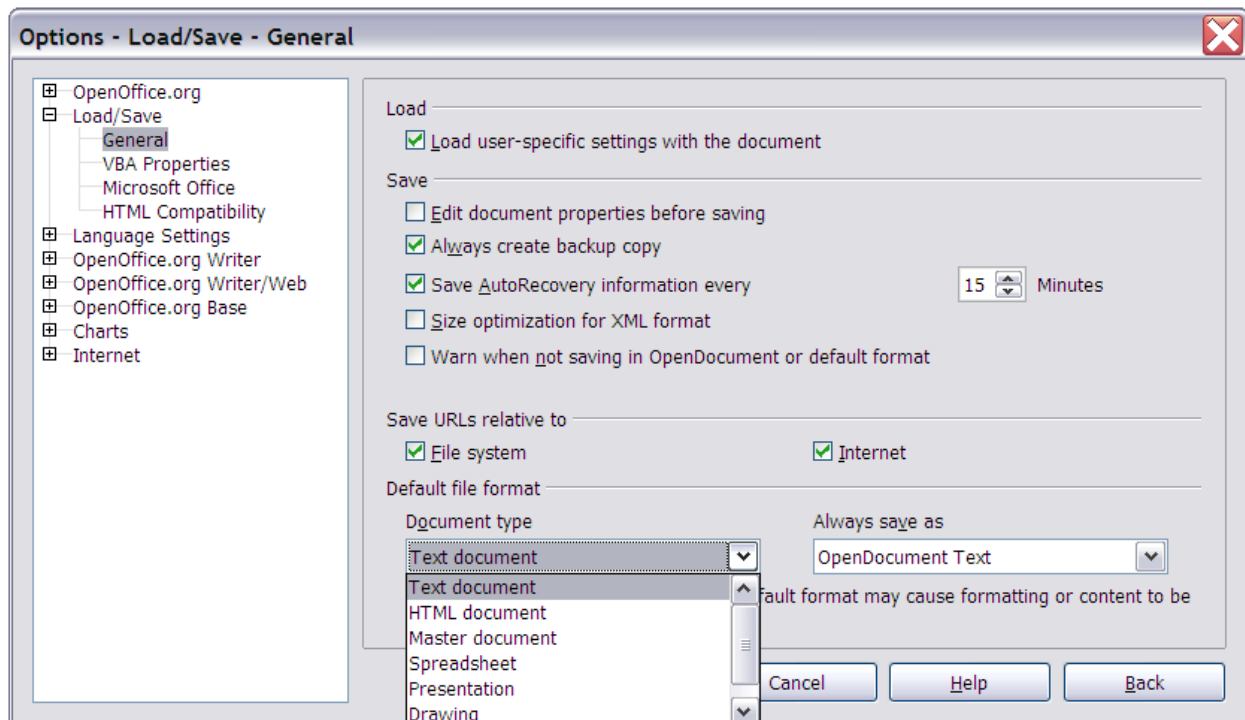 Options - Load/Save - General
OpenOffice.org
Load/Save
General
VBA Properties
Microsoft Office
HTML Compatibility
Language Settings
OpenOffice.org Writer
OpenOffice.org Writer/Web
OpenOffice.org Base
Charts
Internet
Load
Load user-specific settings with the document
Save
Edit document properties before saving
Always create backup copy
Save AutoRecovery information every 15 Minutes
Size optimization for XML format
Warn when not saving in OpenDocument or default format
Save URLs relative to
File system Internet
Default file format
Document type Always save as
Text document OpenDocument Text
Text document
HTML document
Master document
Spreadsheet
Presentation
Drawing
fault format may cause formatting or content to be
Cancel Help Back